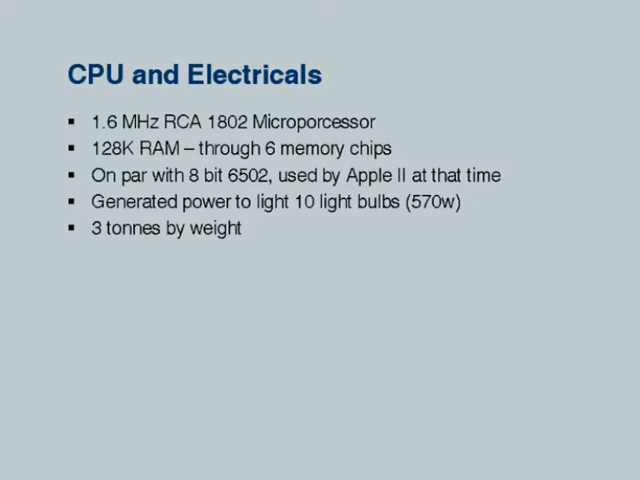 CPU and Electricals
▪ 1.6 MHz RCA 1802 Microporcessor
▪ 128K RAM – through 6 memory chips
▪ On par with 8 bit 6502, used by Apple II at that time
▪ Generated power to light 10 light bulbs (570w)
▪ 3 tonnes by weight